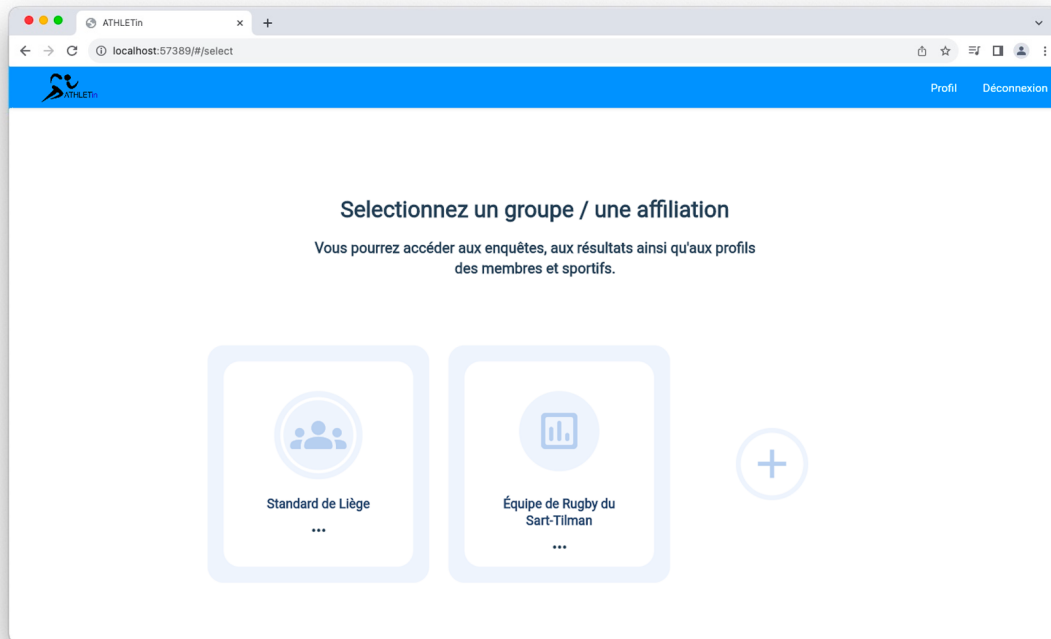 ATHLETin
localhost:57389/#/select
ATHLETin
Profil
Déconnexion
Selectionnez un groupe / une affiliation
Vous pourrez accéder aux enquêtes, aux résultats ainsi qu'aux profils
des membres et sportifs.
Standard de Liège
...
Équipe de Rugby du
Sart-Tilman
...